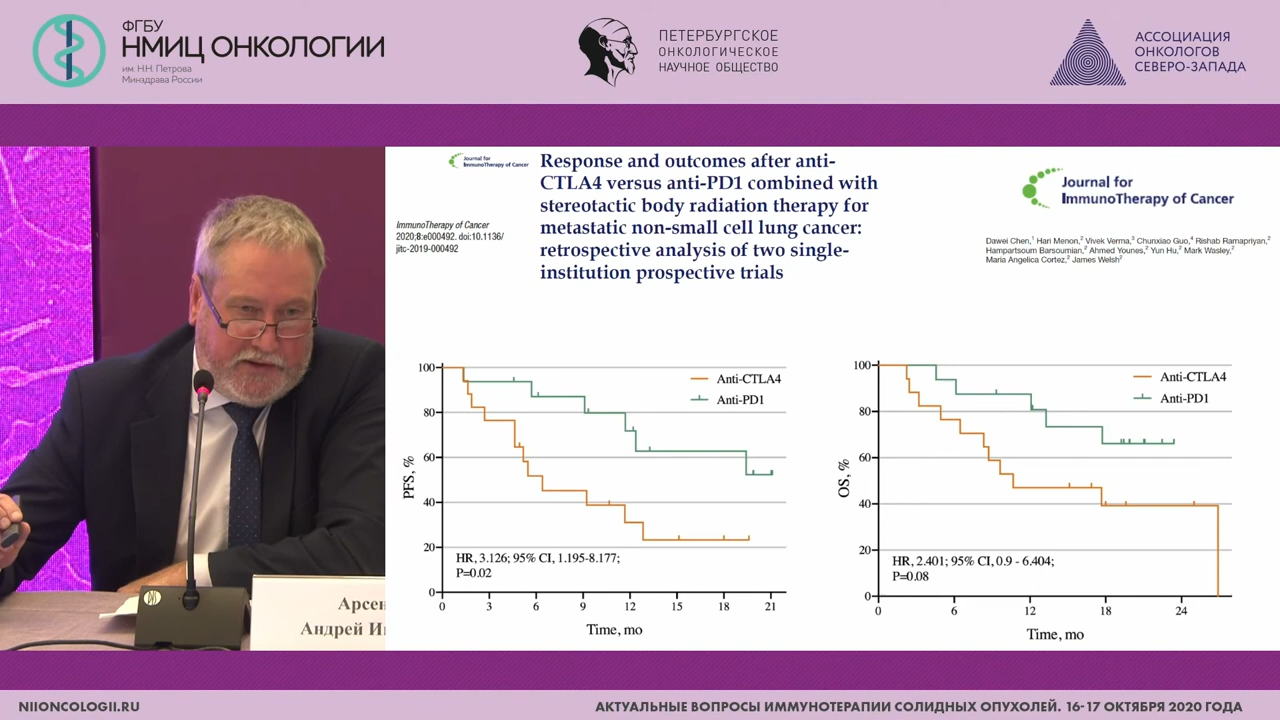 ФГБУ
НМИЦ ОНКОЛОГИИ
им. Н.Н. Петрова
Минздрава России
ПЕТЕРБУРГСКОЕ
ОНКОЛОГИЧЕСКОЕ
НАУЧНОЕ ОБЩЕСТВО
АССОЦИАЦИЯ
ОНКОЛОГОВ
СЕВЕРО-ЗАПАДА
Journal for
ImmunoTherapy of Cancer
Response and outcomes after anti-
CTLA4 versus anti-PD1 combined with
stereotactic body radiation therapy for
metastatic non-small cell lung cancer:
retrospective analysis of two single-
institution prospective trials
ImmunoTherapy of Cancer
2020;8:e000492. doi:10.1136/
jitc-2019-000492
Journal for
ImmunoTherapy of Cancer
Dawei Chen,1 Hari Menon,2 Vivek Verma,3 Chunxiao Guo,4 Rishab Ramapriyan,2
Hampartsoum Barsoumian,2 Ahmed Younes,2 Yun Hu,2 Mark Wasley,2
Maria Angelica Cortez,2 James Welsh2
100
80
60
40
20
0
PFS, %
Anti-CTLA4
Anti-PD1
HR, 3.126; 95% CI, 1.195-8.177;
P=0.02
0 3 6 9 12 15 18 21
Time, mo
100
80
60
40
20
0
OS, %
Anti-CTLA4
Anti-PD1
HR, 2.401; 95% CI, 0.9 - 6.404;
P=0.08
0 6 12 18 24
Time, mo
Арсен
Андрей И
NIIONCOLOGII.RU
АКТУАЛЬНЫЕ ВОПРОСЫ ИММУНОТЕРАПИИ СОЛИДНЫХ ОПУХОЛЕЙ. 16-17 ОКТЯБРЯ 2020 ГОДА